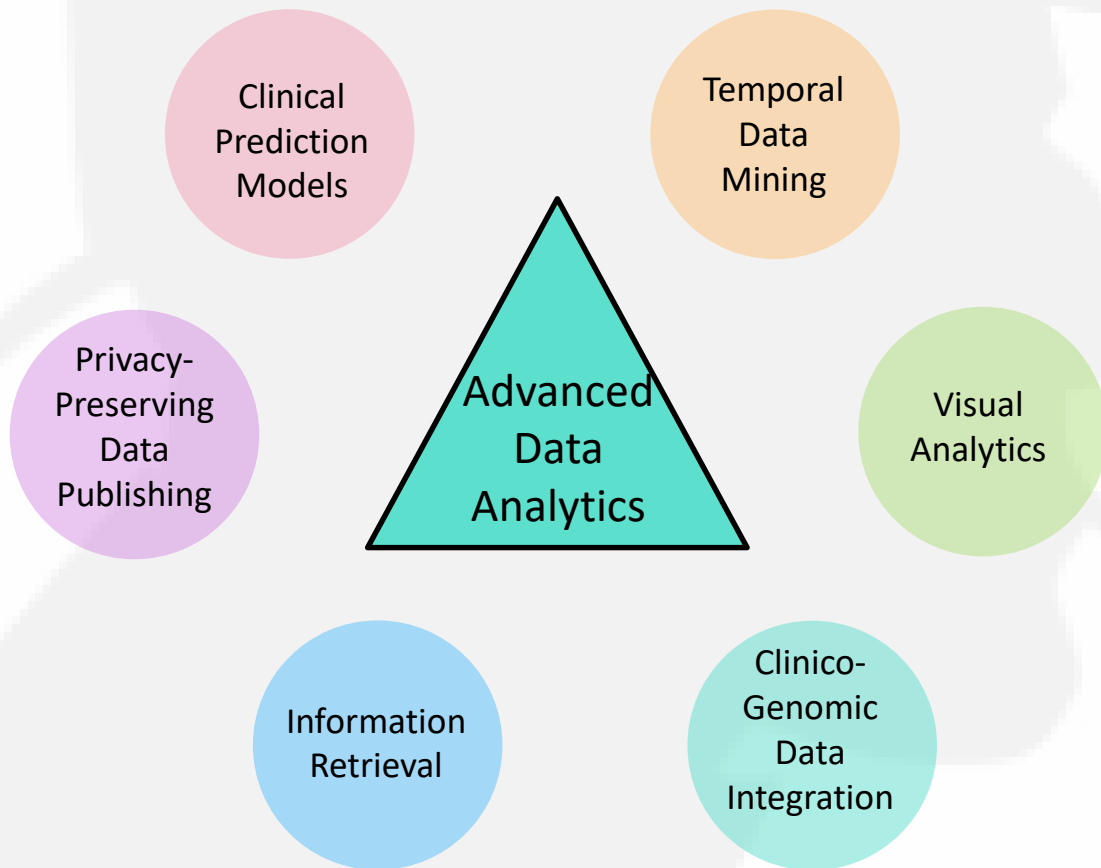 Clinical
Prediction
Models
Temporal
Data
Mining
Privacy-
Preserving
Data
Publishing
Advanced
Data
Analytics
Visual
Analytics
Information
Retrieval
Clinico-
Genomic
Data
Integration